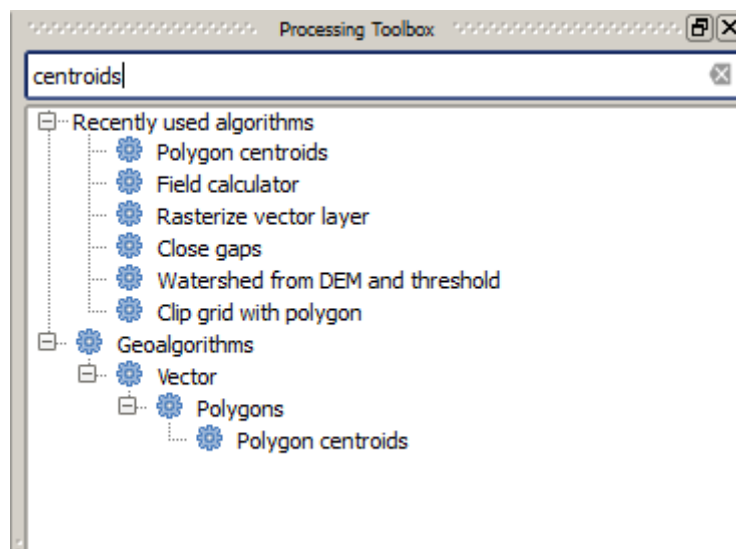 Processing Toolbox
centroids
Recently used algorithms
Polygon centroids
Field calculator
Rasterize vector layer
Close gaps
Watershed from DEM and threshold
Clip grid with polygon
Geoalgorithms
Vector
Polygons
Polygon centroids